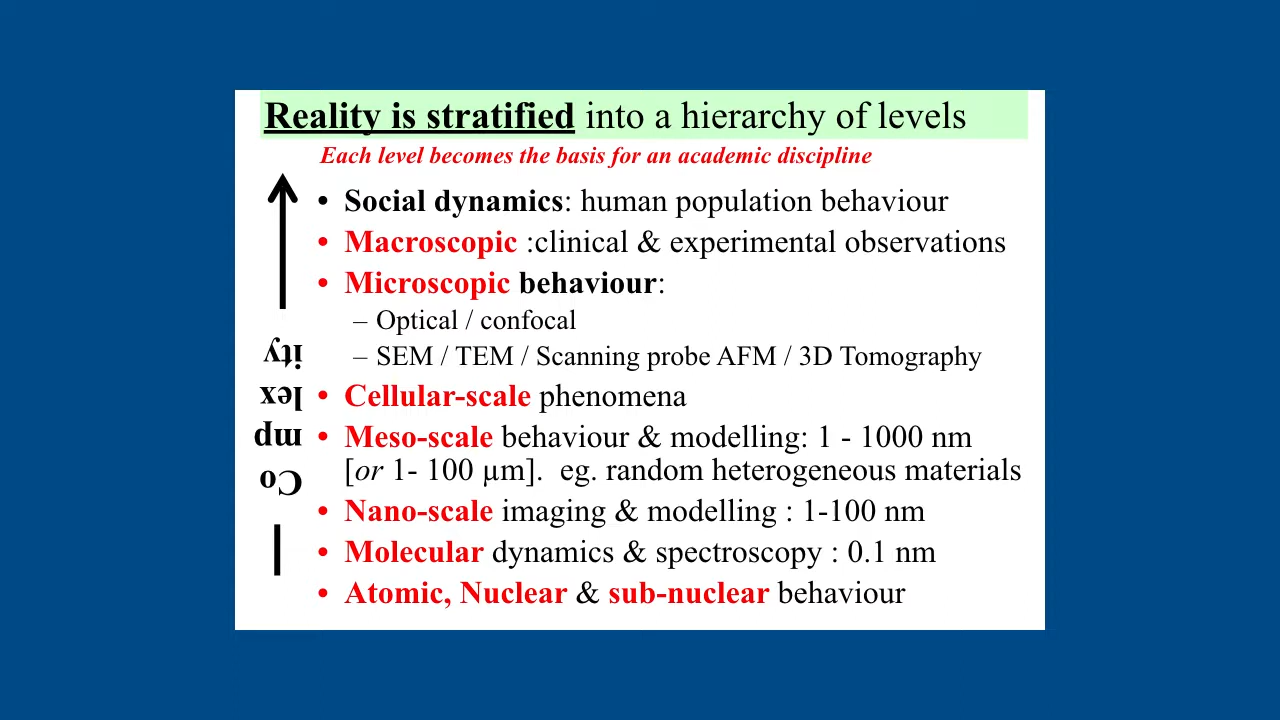 Reality is stratified into a hierarchy of levels
Each level becomes the basis for an academic discipline
• Social dynamics: human population behaviour
• Macroscopic :clinical & experimental observations
• Microscopic behaviour:
– Optical / confocal
– SEM / TEM / Scanning probe AFM / 3D Tomography
• Cellular-scale phenomena
• Meso-scale behaviour & modelling: 1 - 1000 nm
[or 1- 100 µm]. eg. random heterogeneous materials
• Nano-scale imaging & modelling : 1-100 nm
• Molecular dynamics & spectroscopy : 0.1 nm
• Atomic, Nuclear & sub-nuclear behaviour
Co
mp
lex
ity